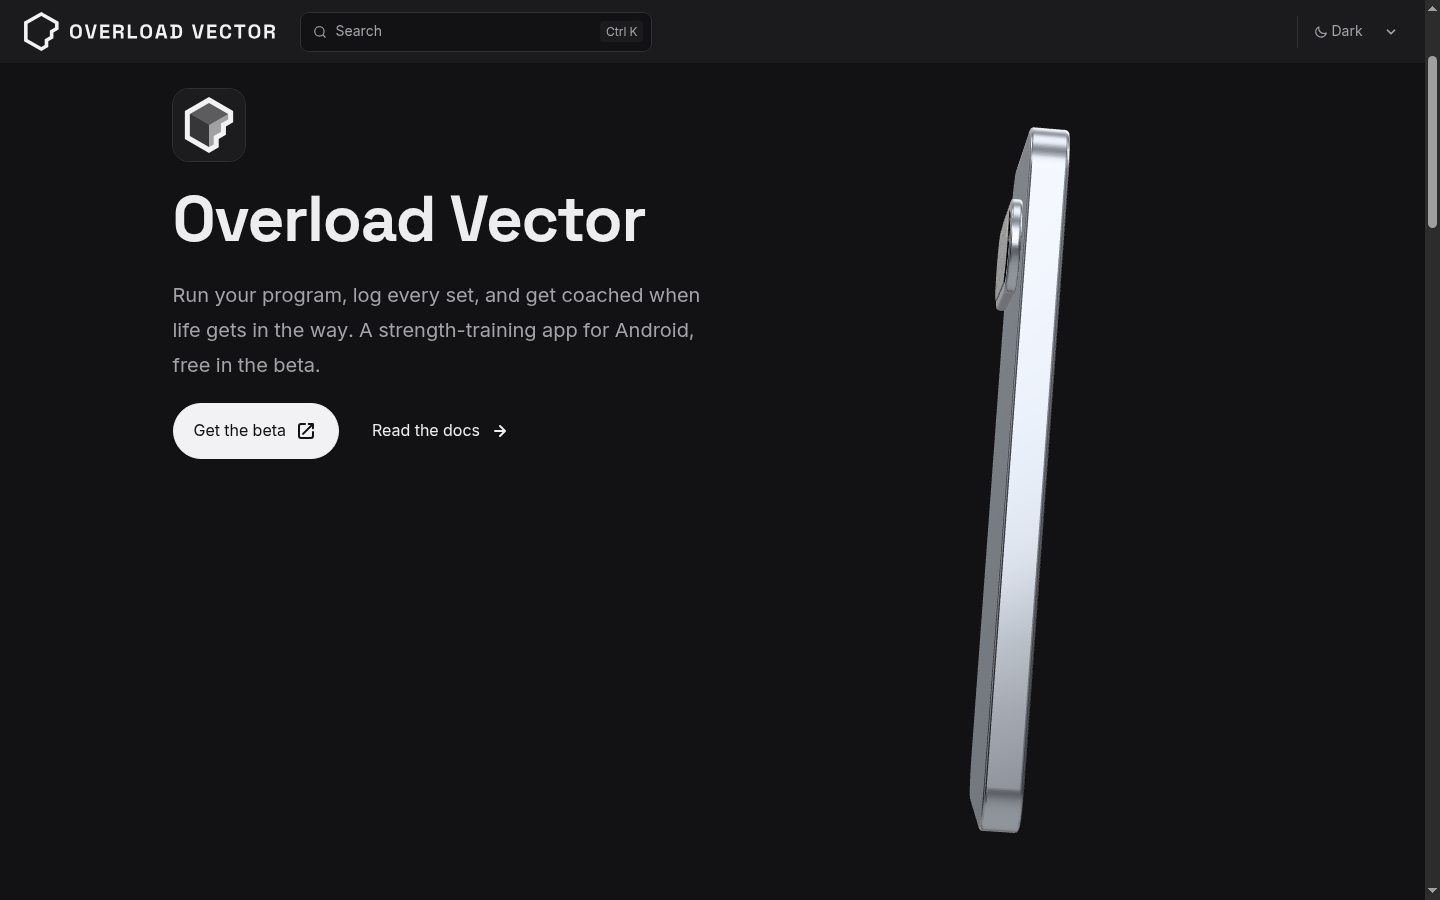 OVERLOAD VECTOR
Search
Ctrl K
Dark
Overload Vector
Run your program, log every set, and get coached when
life gets in the way. A strength-training app for Android,
free in the beta.
Get the beta
Read the docs